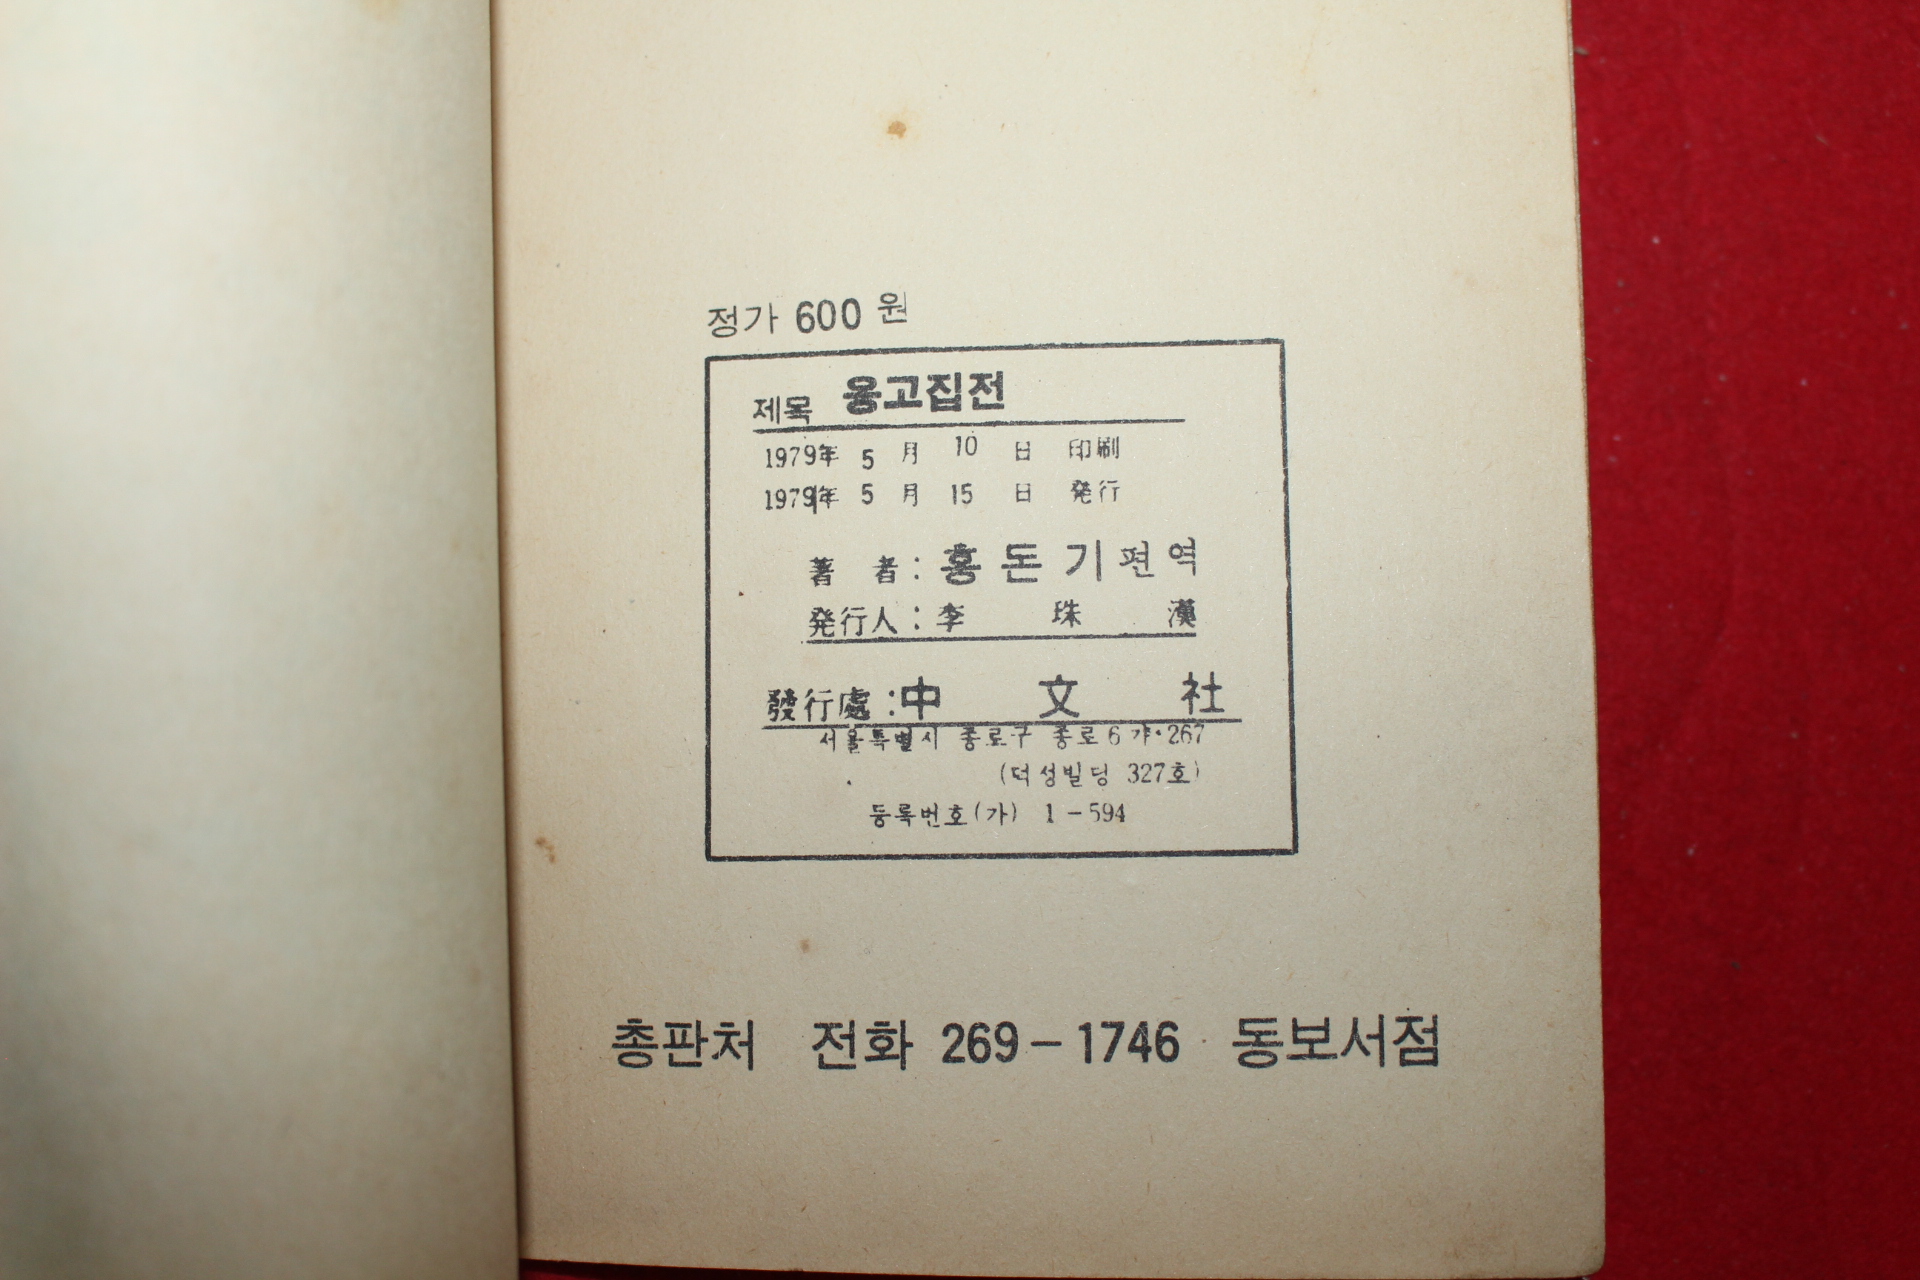 정가 600 원
제목 옹고집전
1979年 5 月 10 日 印刷
1979年 5 月 15 日 発行
著 者 : 홍 돈 기 편 역
発行人 : 李 珠 漢
發行處 : 中 文 社
서울특별시 종로구 종로 6 가·267
(덕성빌딩 327호)
등록번호(가) 1-594
총판처 전화 269-1746 동보서점